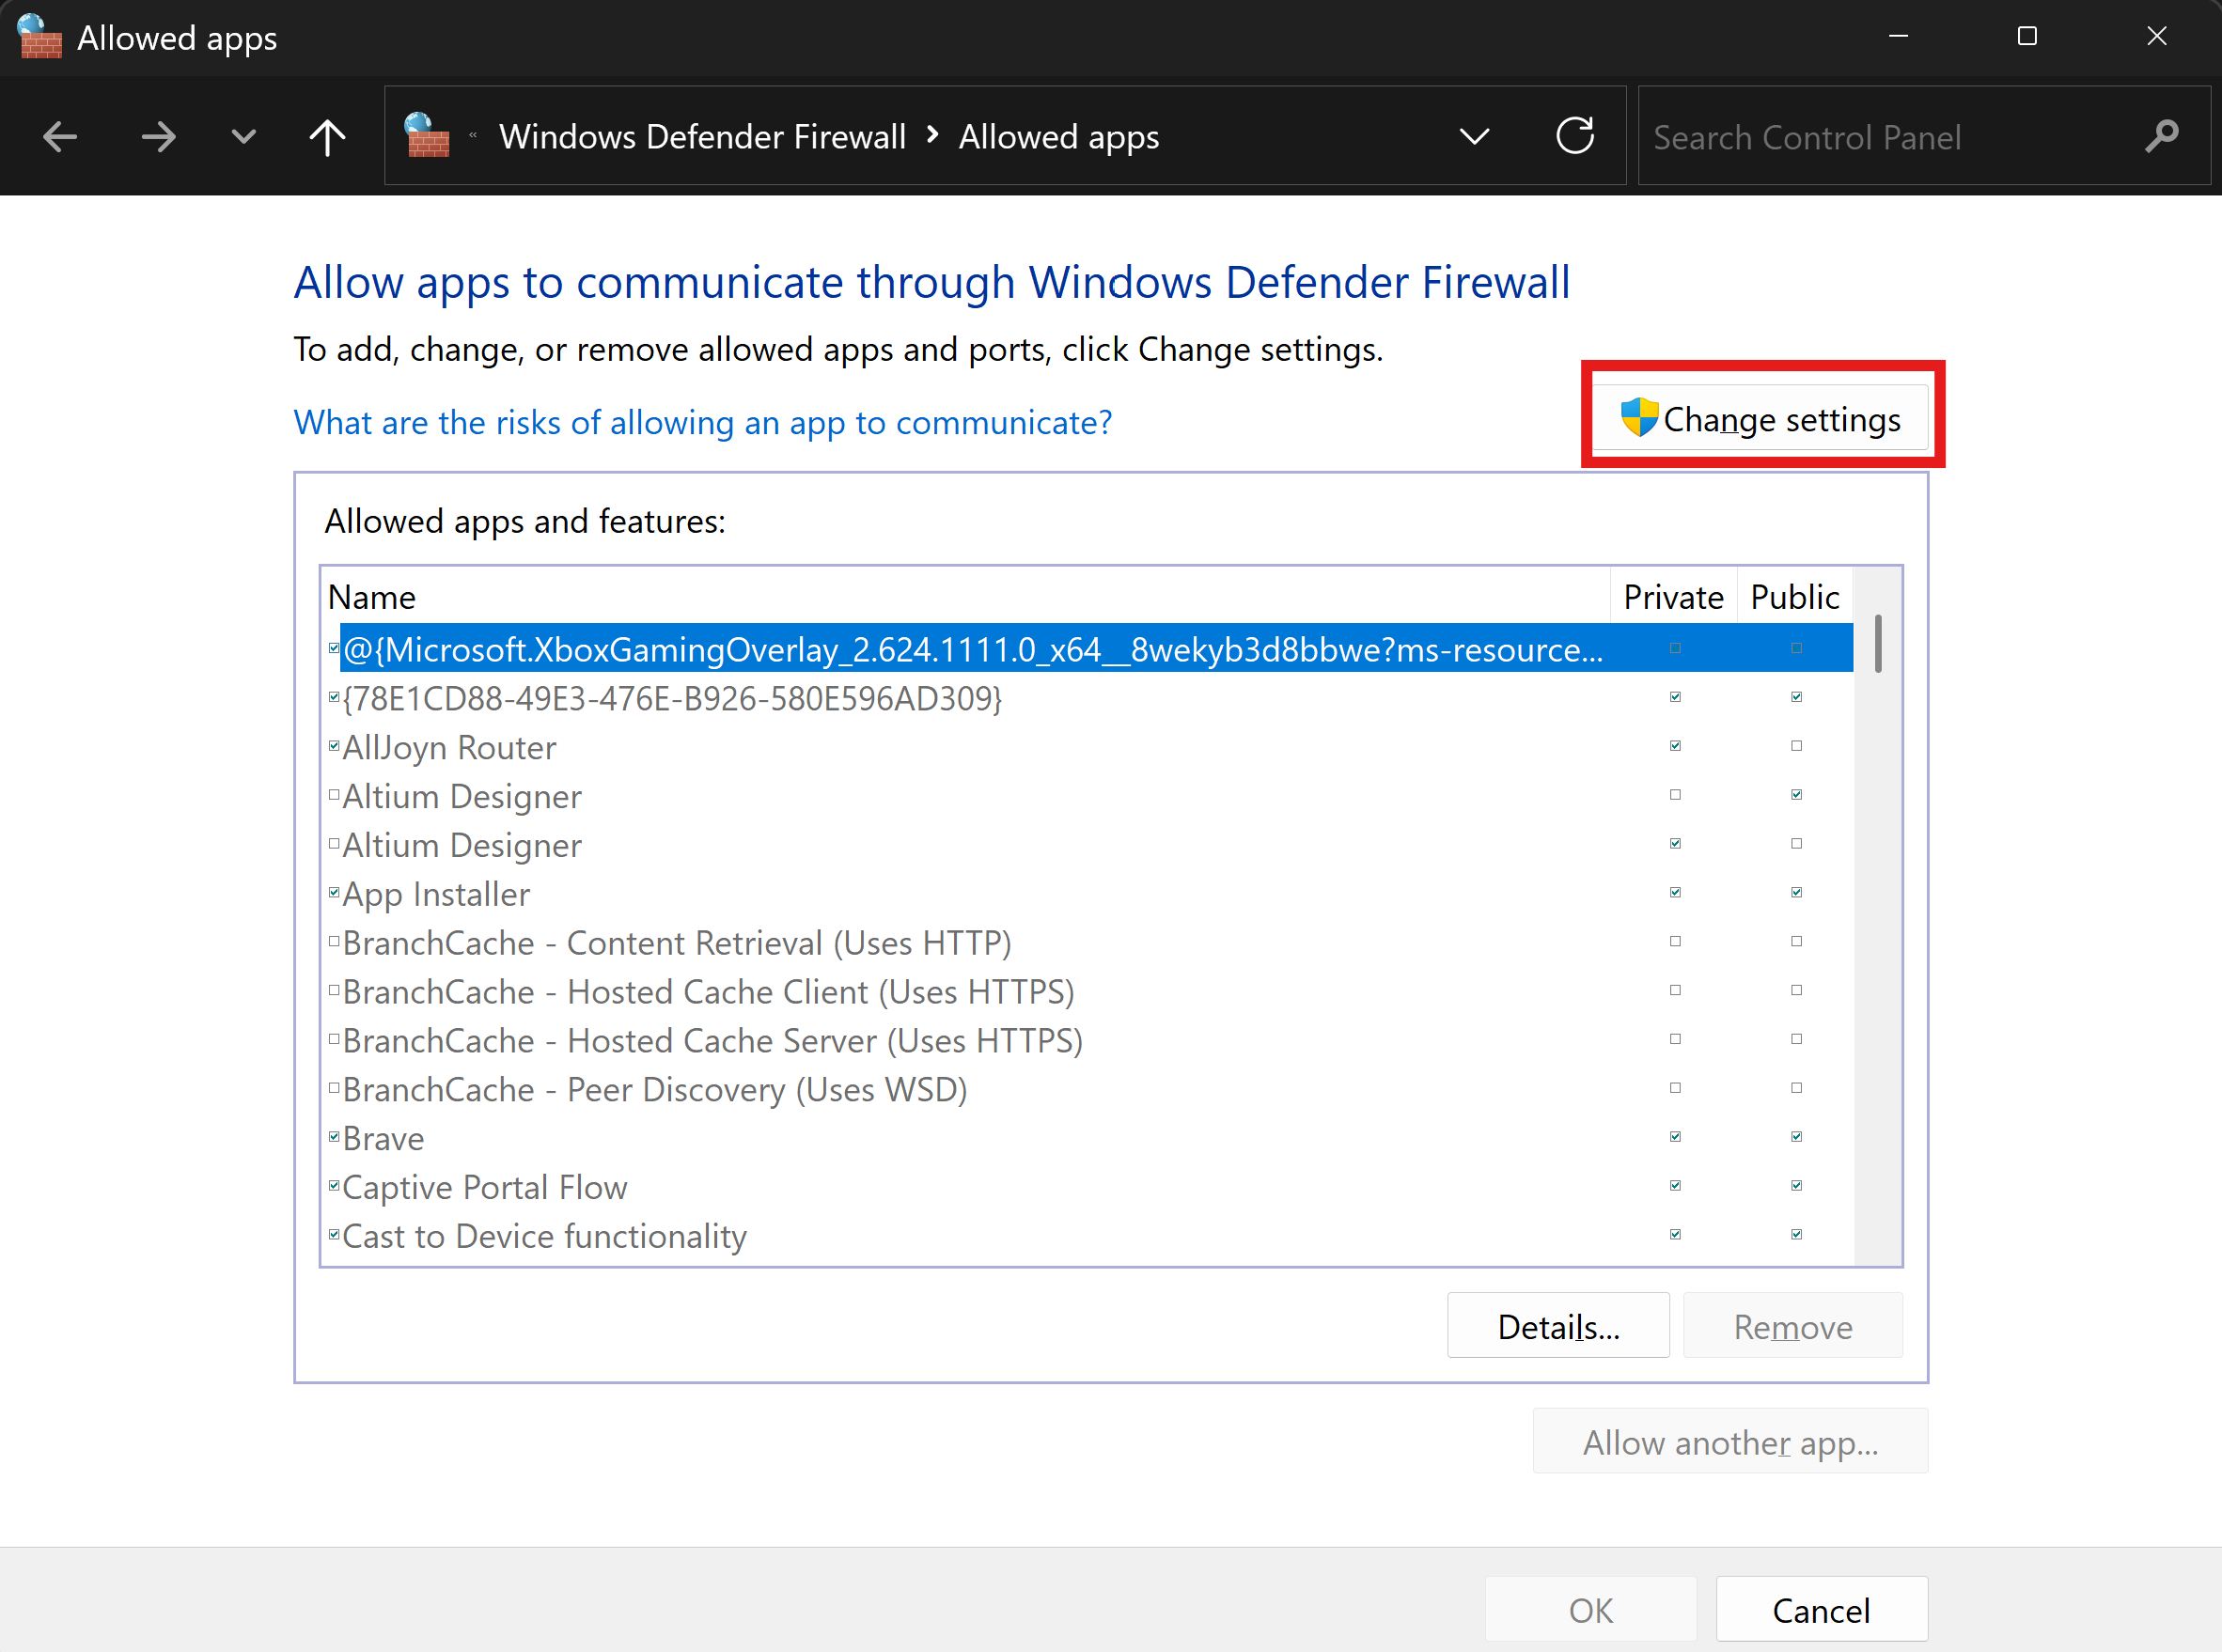 Allowed apps
« Windows Defender Firewall > Allowed apps
Search Control Panel
Allow apps to communicate through Windows Defender Firewall
To add, change, or remove allowed apps and ports, click Change settings.
What are the risks of allowing an app to communicate?
Change settings
Allowed apps and features:
Name Private Public
@{Microsoft.XboxGamingOverlay_2.624.1111.0_x64__8wekyb3d8bbwe?ms-resource...
{78E1CD88-49E3-476E-B926-580E596AD309}
AllJoyn Router
Altium Designer
Altium Designer
App Installer
BranchCache - Content Retrieval (Uses HTTP)
BranchCache - Hosted Cache Client (Uses HTTPS)
BranchCache - Hosted Cache Server (Uses HTTPS)
BranchCache - Peer Discovery (Uses WSD)
Brave
Captive Portal Flow
Cast to Device functionality
Details... Remove
Allow another app...
OK Cancel